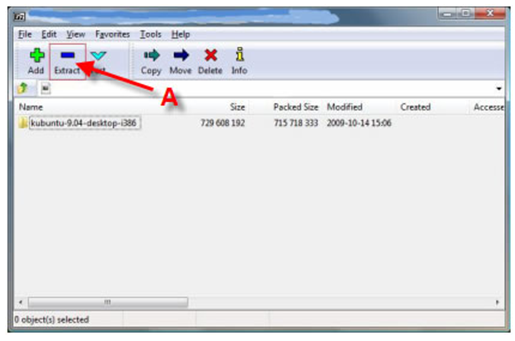 7z
File Edit View Favorites Tools Help
Add Extract Test Copy Move Delete Info
A
Name Size Packed Size Modified Created Accesse
kubuntu-9.04-desktop-i386 729 608 192 715 718 333 2009-10-14 15:06
0 object(s) selected